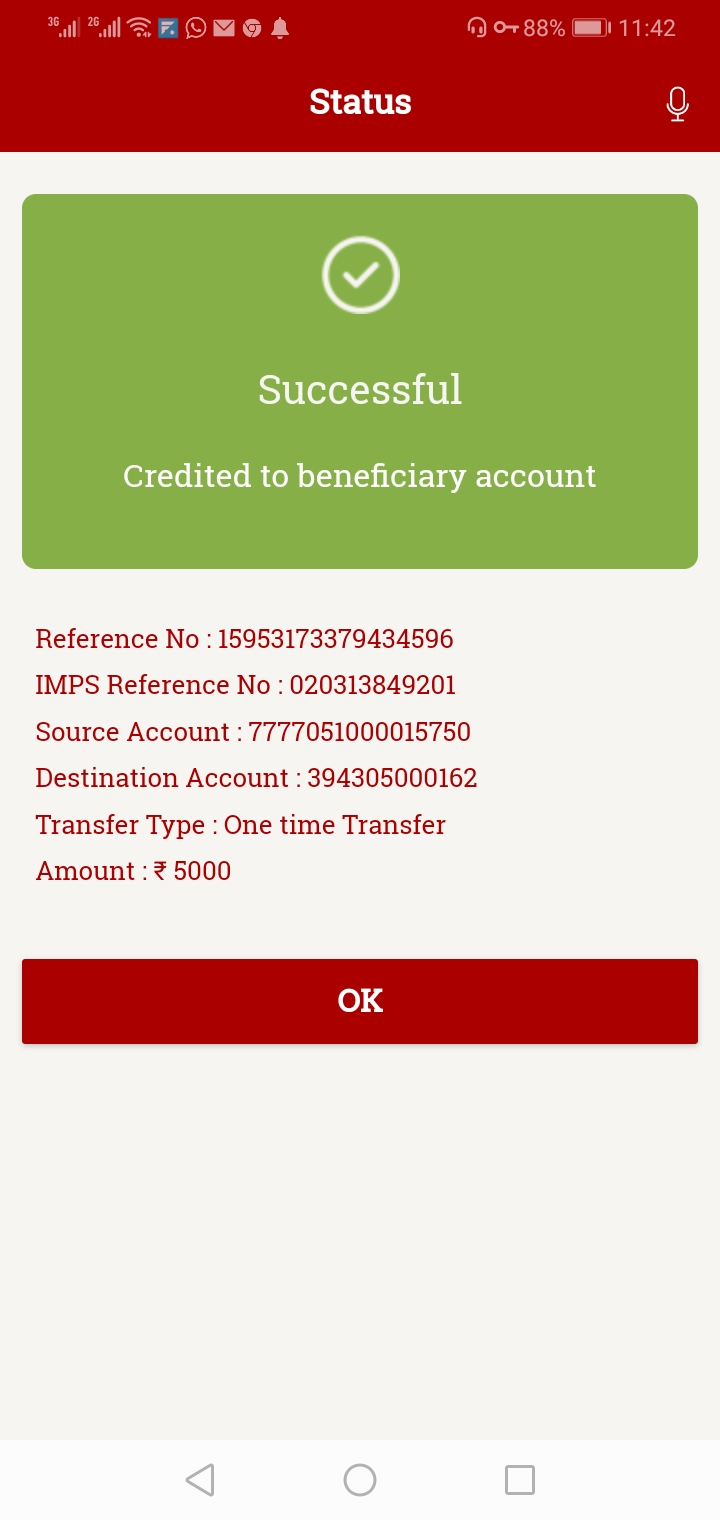 3G 2G 88% 11:42
Status
Successful
Credited to beneficiary account
Reference No : 15953173379434596
IMPS Reference No : 020313849201
Source Account : 7777051000015750
Destination Account : 394305000162
Transfer Type : One time Transfer
Amount : ₹ 5000
OK